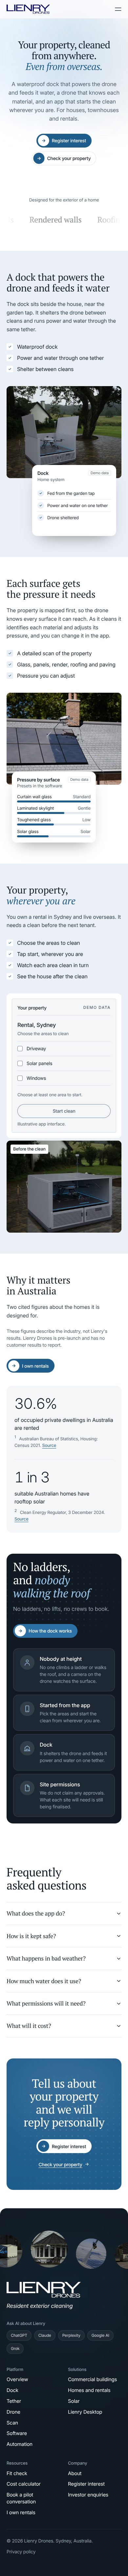 LIENRY
DRONES
Your property, cleaned
from anywhere.
Even from overseas.
A waterproof dock that powers the drone
and feeds it water, a drone that knows each
material, and an app that starts the clean
wherever you are. For houses, townhouses
and rentals.
Register interest
Check your property
Designed for the exterior of a home
Rendered walls
A dock that powers the
drone and feeds it water
The dock sits beside the house, near the
garden tap. It shelters the drone between
cleans and runs power and water through the
same tether.
Waterproof dock
Power and water through one tether
Shelter between cleans
Dock
Demo data
Home system
Fed from the garden tap
Power and water on one tether
Drone sheltered
Each surface gets
the pressure it needs
The property is mapped first, so the drone
knows every surface and its limits. It adjusts
pressure, angle and standoff to each
material, and you can change it in the app.
A detailed scan of the property
Glass, panels, render, roofing and paving
Pressure you can adjust
Pressure by surface
Demo data
Presets in the software
Curtain wall glass
Standard
Laminated skylight
Gentle
Toughened glass
Low
Solar glass
Solar
Your property,
wherever you are
You own a rental in Sydney and live overseas. It
needs a clean before the next tenant.
Choose the areas to clean
Tap start, wherever you are
Watch each area clean in turn
See the house after the clean
Your property
DEMO DATA
Rental, Sydney
Choose the areas to clean
Driveway
Solar panels
Windows
Choose at least one area to start
Start clean
Illustrative app interface.
Before the clean
Why it matters
in Australia
Two cited figures about the homes it is
designed for.
These figures describe the industry, not Lienry's
results. Lienry Drones is pre-launch and has no
customer results to report.
I own rentals
30.6%
of occupied private dwellings in Australia
are rented
1 Australian Bureau of Statistics, Housing:
Census 2021. Source
1 in 3
suitable Australian homes have
rooftop solar
2 Clean Energy Regulator, 3 December 2024.
Source
No ladders,
and nobody
walking the roof
No ladders, no lifts, no crews to book.
How the dock works
Nobody at height
No one climbs a ladder or walks
the roof, and a camera on the
drone watches the surface.
Started from the app
Pick the areas and start the
clean from wherever you are.
Dock
It shelters the drone and feeds it
power and water on one tether.
Site permissions
We do not claim any approvals.
What each site will need is still
being finalised.
Frequently
asked questions
What does the app do?
How is it kept safe?
What happens in bad weather?
How much water does it use?
What permissions will it need?
What will it cost?
Tell us about
your property
and we will
reply personally
Register interest
Check your property
LIENRY
DRONES
Resident exterior cleaning
Ask AI about Lienry
ChatGPT
Claude
Perplexity
Google AI
Grok
Platform
Solutions
Overview
Commercial buildings
Dock
Homes and rentals
Tether
Solar
Drone
Lienry Desktop
Scan
Software
Automation
Resources
Company
Fit check
About
Cost calculator
Register interest
Book a pilot
conversation
Investor enquiries
I own rentals
© 2026 Lienry Drones. Sydney, Australia.
Privacy policy